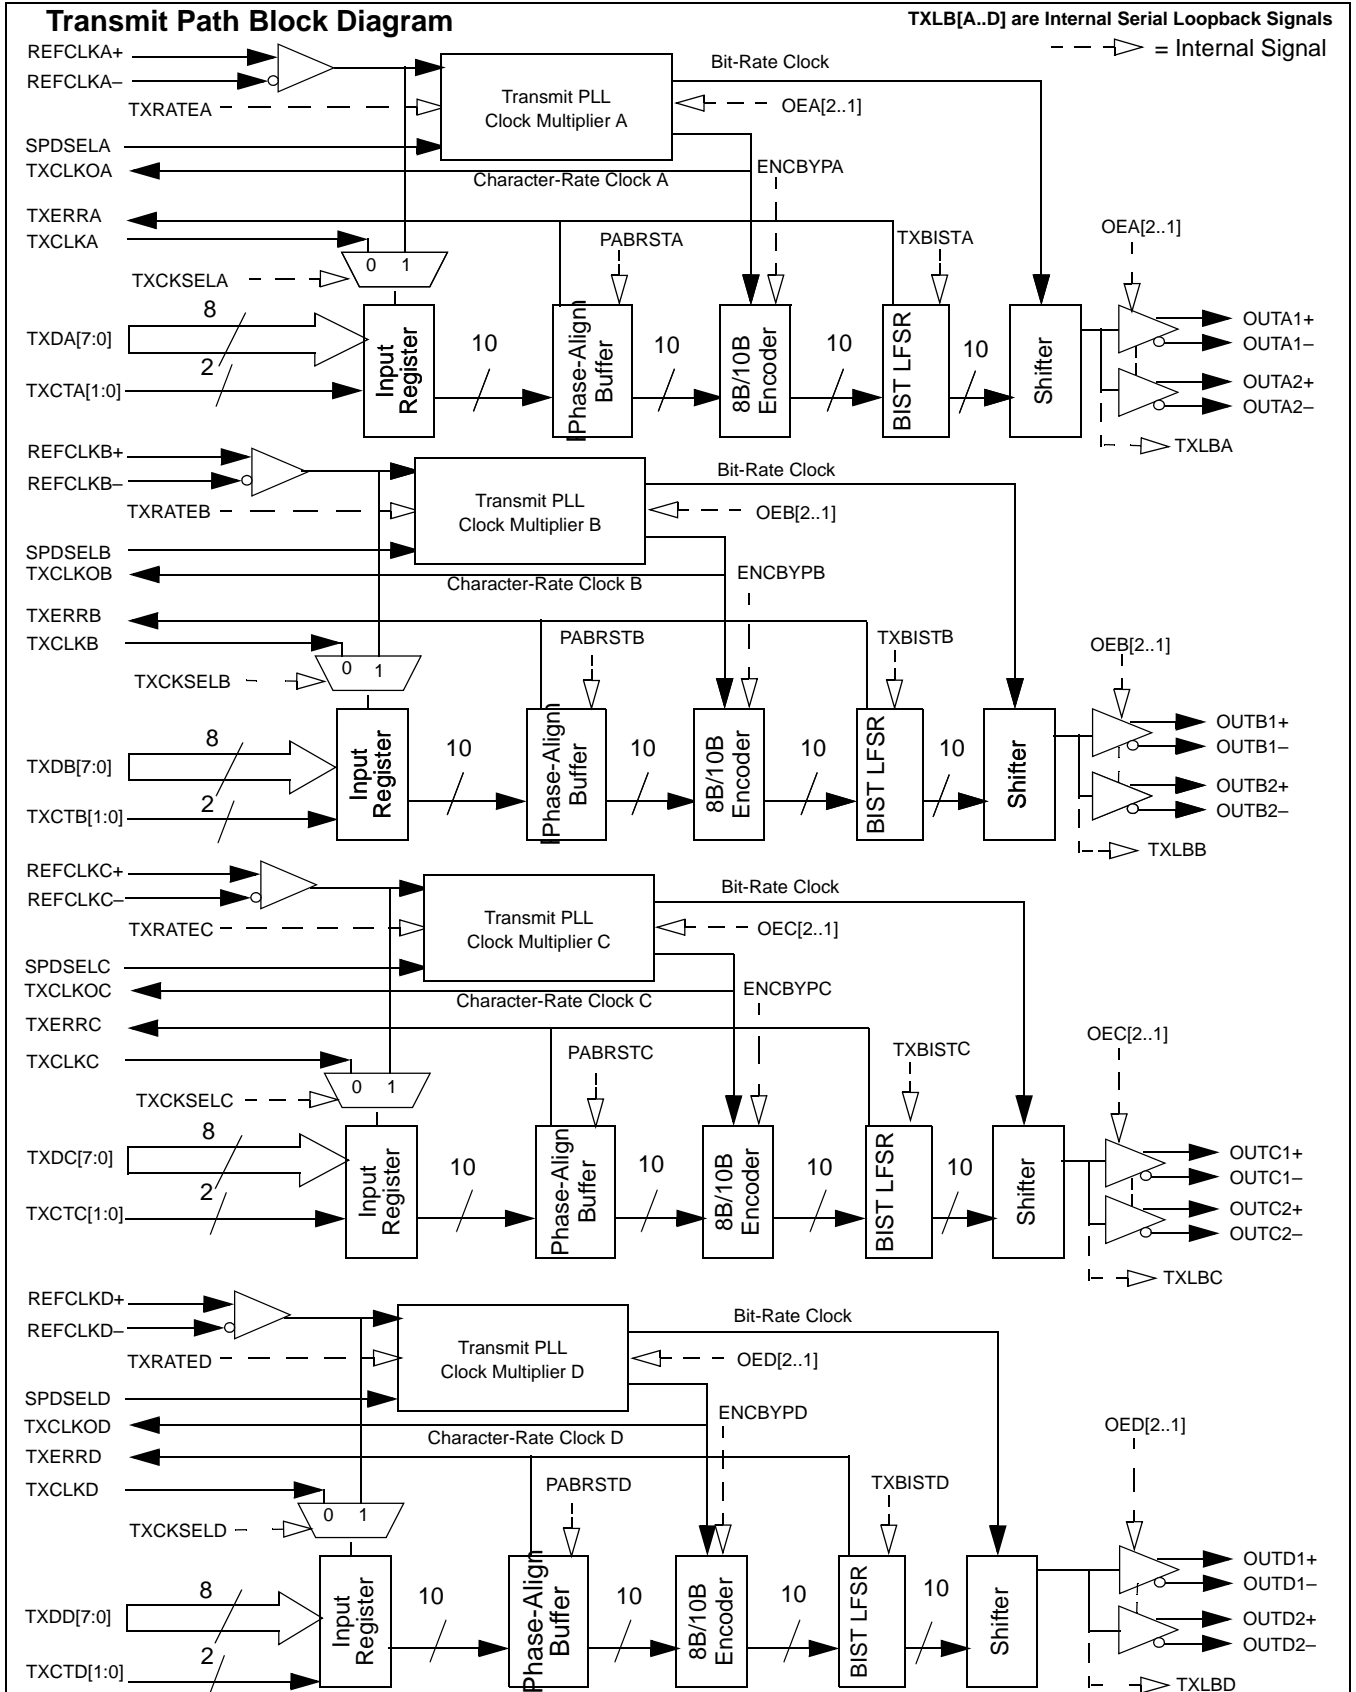 Transmit Path Block Diagram
TXLB[A..D] are Internal Serial Loopback Signals
= Internal Signal
REFCLKA+
REFCLKA–
TXRATEA
SPDSELA
TXCLKOA
TXERRA
TXCLKA
TXCKSELA
TXDA[7:0]
TXCTA[1:0]
Transmit PLL
Clock Multiplier A
Bit-Rate Clock
OEA[2..1]
Character-Rate Clock A
ENCBYPA
PABRSTA
TXBISTA
OEA[2..1]
0 1
8
2
Input
Register
10
Phase-Align
Buffer
10
8B/10B
Encoder
10
BIST LFSR
10
Shifter
OUTA1+
OUTA1–
OUTA2+
OUTA2–
TXLBA
REFCLKB+
REFCLKB–
TXRATEB
SPDSELB
TXCLKOB
TXERRB
TXCLKB
TXCKSELB
TXDB[7:0]
TXCTB[1:0]
Transmit PLL
Clock Multiplier B
Bit-Rate Clock
OEB[2..1]
Character-Rate Clock B
ENCBYPB
PABRSTB
TXBISTB
OEB[2..1]
0 1
8
2
Input
Register
10
Phase-Align
Buffer
10
8B/10B
Encoder
10
BIST LFSR
10
Shifter
OUTB1+
OUTB1–
OUTB2+
OUTB2–
TXLBB
REFCLKC+
REFCLKC–
TXRATEC
SPDSELC
TXCLKOC
TXERRC
TXCLKC
TXCKSELC
TXDC[7:0]
TXCTC[1:0]
Transmit PLL
Clock Multiplier C
Bit-Rate Clock
OEC[2..1]
Character-Rate Clock C
ENCBYPC
PABRSTC
TXBISTC
OEC[2..1]
0 1
8
2
Input
Register
10
Phase-Align
Buffer
10
8B/10B
Encoder
10
BIST LFSR
10
Shifter
OUTC1+
OUTC1–
OUTC2+
OUTC2–
TXLBC
REFCLKD+
REFCLKD–
TXRATED
SPDSELD
TXCLKOD
TXERRD
TXCLKD
TXCKSELD
TXDD[7:0]
TXCTD[1:0]
Transmit PLL
Clock Multiplier D
Bit-Rate Clock
OED[2..1]
Character-Rate Clock D
ENCBYPD
PABRSTD
TXBISTD
OED[2..1]
0 1
8
2
Input
Register
10
Phase-Align
Buffer
10
8B/10B
Encoder
10
BIST LFSR
10
Shifter
OUTD1+
OUTD1–
OUTD2+
OUTD2–
TXLBD